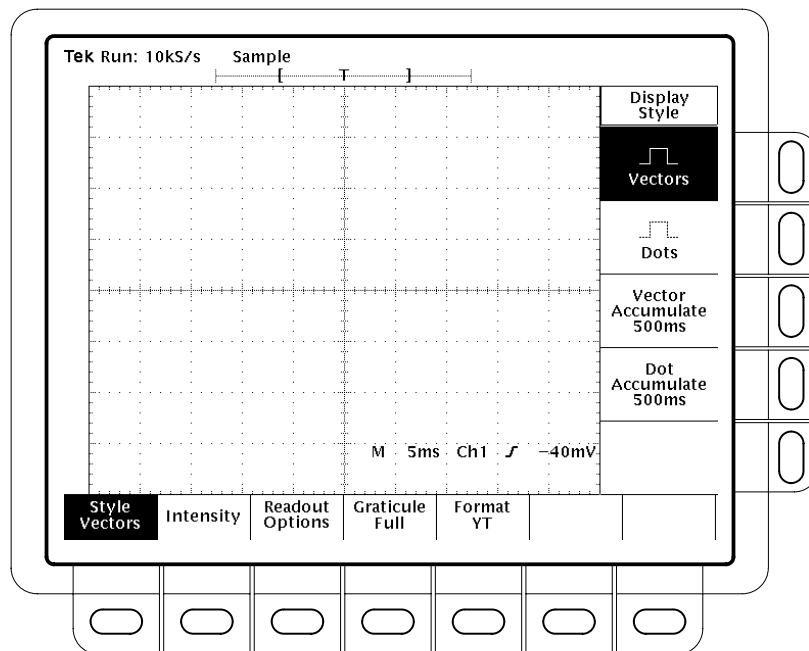 Tek Run: 10kS/s Sample
[ T ]
Display
Style
Vectors
Dots
Vector
Accumulate
500ms
Dot
Accumulate
500ms
M 5ms Ch1 −40mV
Style
Vectors
Intensity
Readout
Options
Graticule
Full
Format
YT